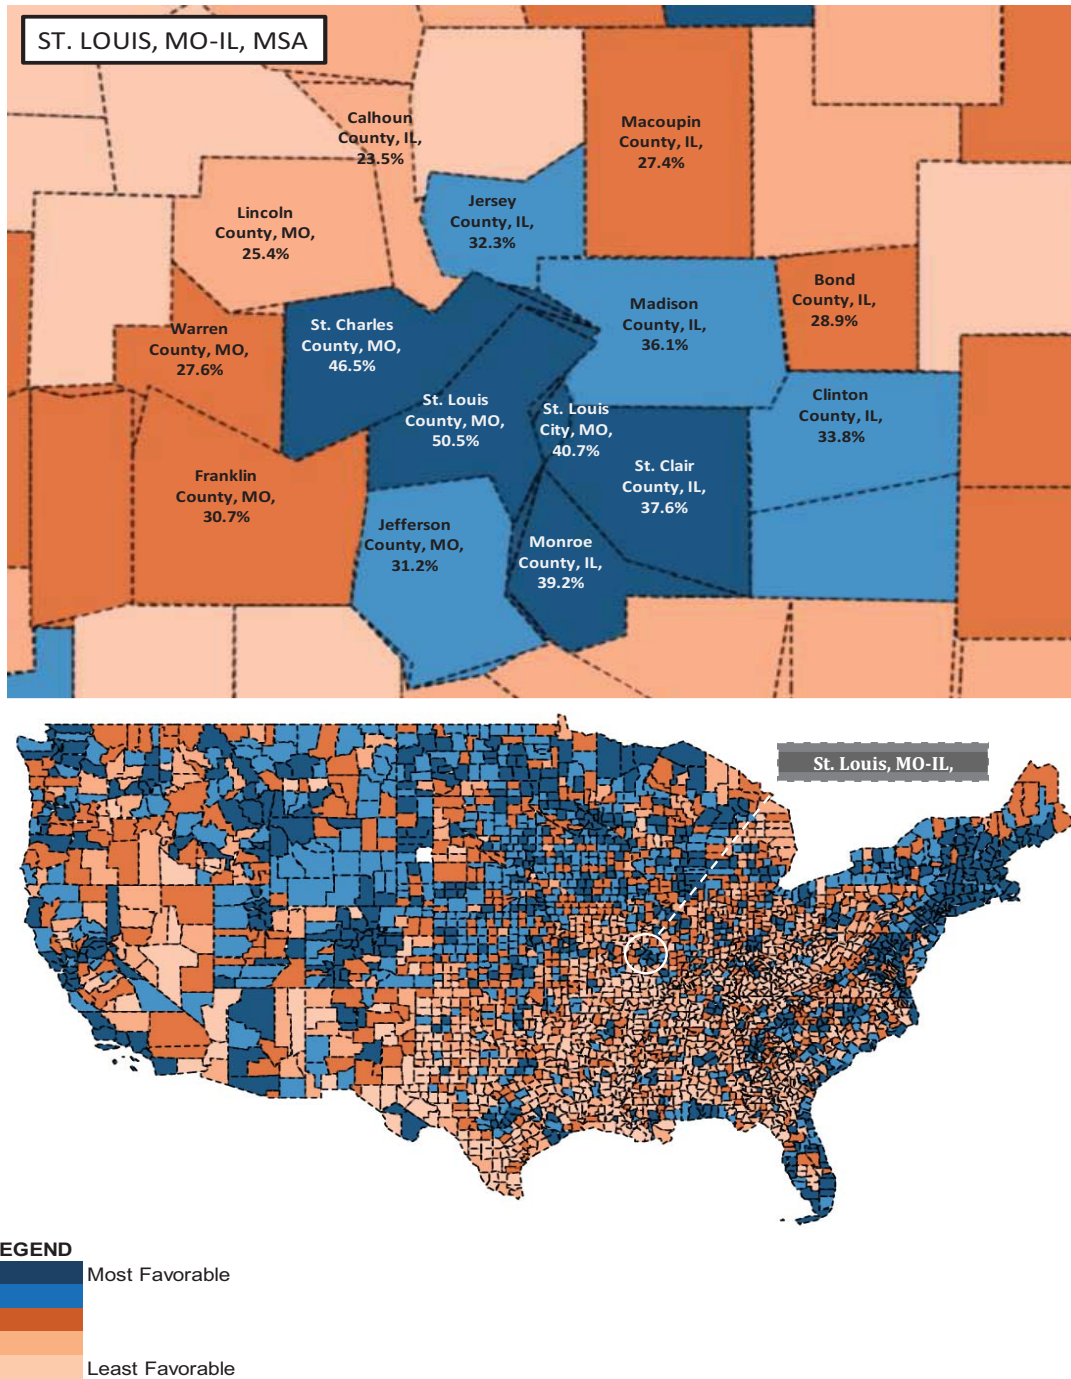 ST. LOUIS, MO-IL, MSA
Calhoun
County, IL,
23.5%
Macoupin
County, IL,
27.4%
Lincoln
County, MO,
25.4%
Jersey
County, IL,
32.3%
Bond
County, IL,
28.9%
Madison
County, IL,
36.1%
Warren
County, MO,
27.6%
St. Charles
County, MO,
46.5%
St. Louis
County, MO,
50.5%
St. Louis
City, MO,
40.7%
Clinton
County, IL,
33.8%
St. Clair
County, IL,
37.6%
Franklin
County, MO,
30.7%
Jefferson
County, MO,
31.2%
Monroe
County, IL,
39.2%
St. Louis, MO-IL,
EGEND
Most Favorable
Least Favorable